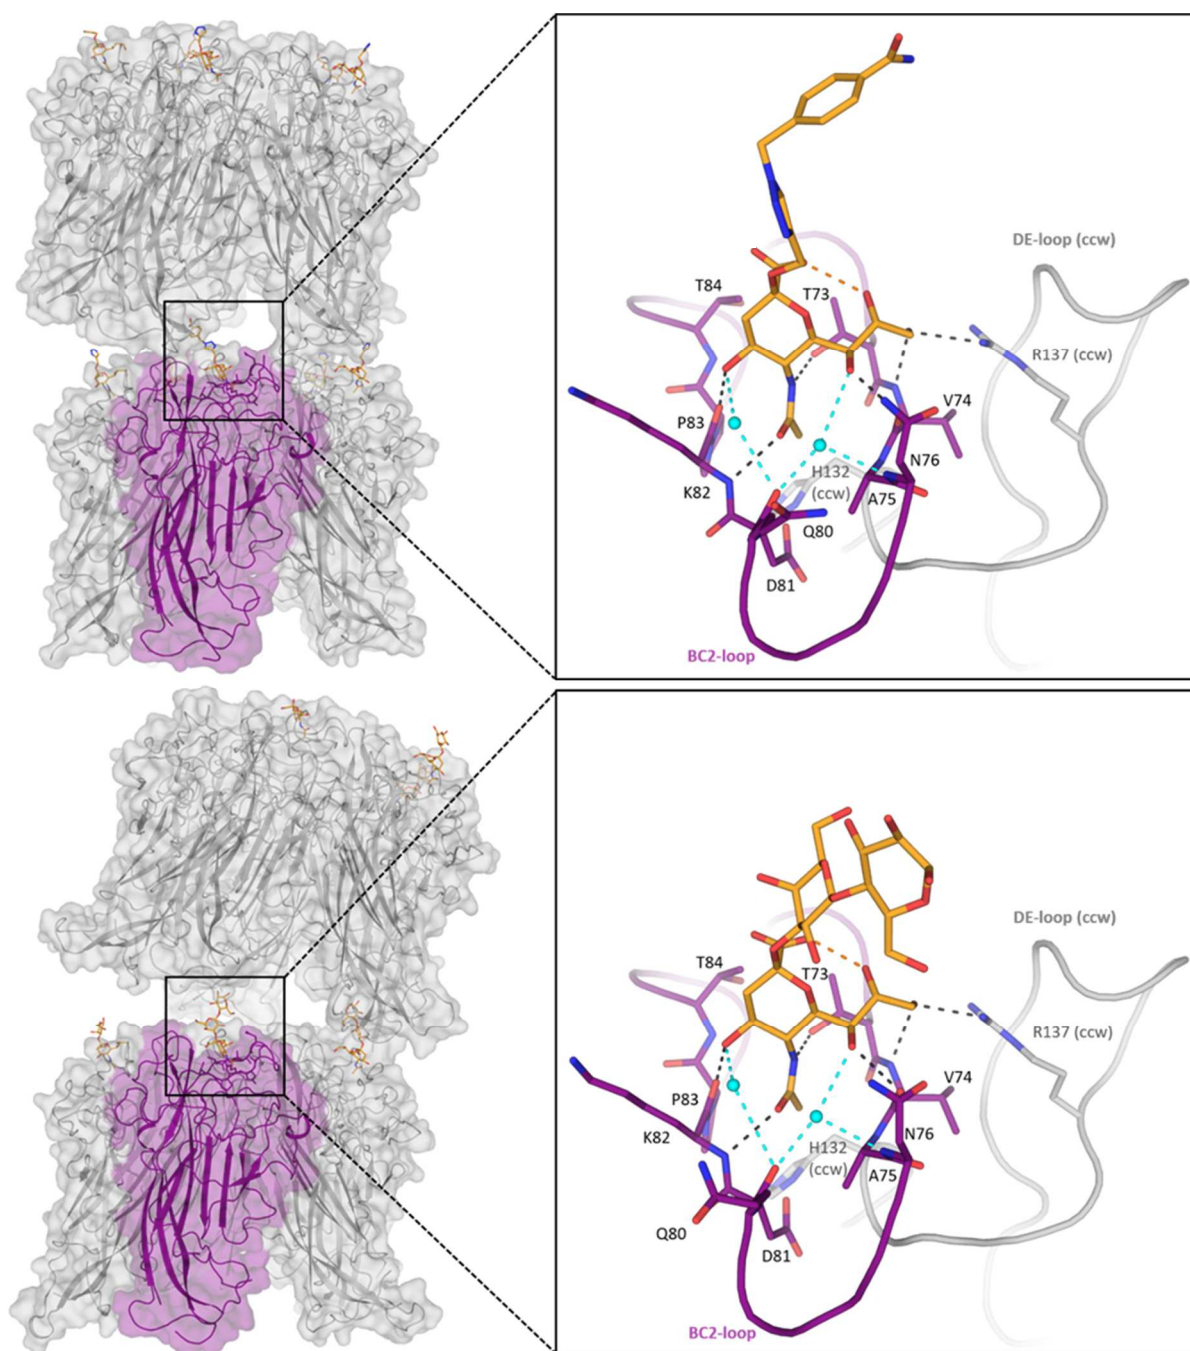 DE-loop (ccw)
T84
T73
R137 (ccw)
V74
P83
N76
H132
(ccw)
K82
A75
Q80
D81
BC2-loop
DE-loop (ccw)
T84
T73
R137 (ccw)
V74
P83
N76
K82
H132
(ccw)
A75
Q80
D81
BC2-loop